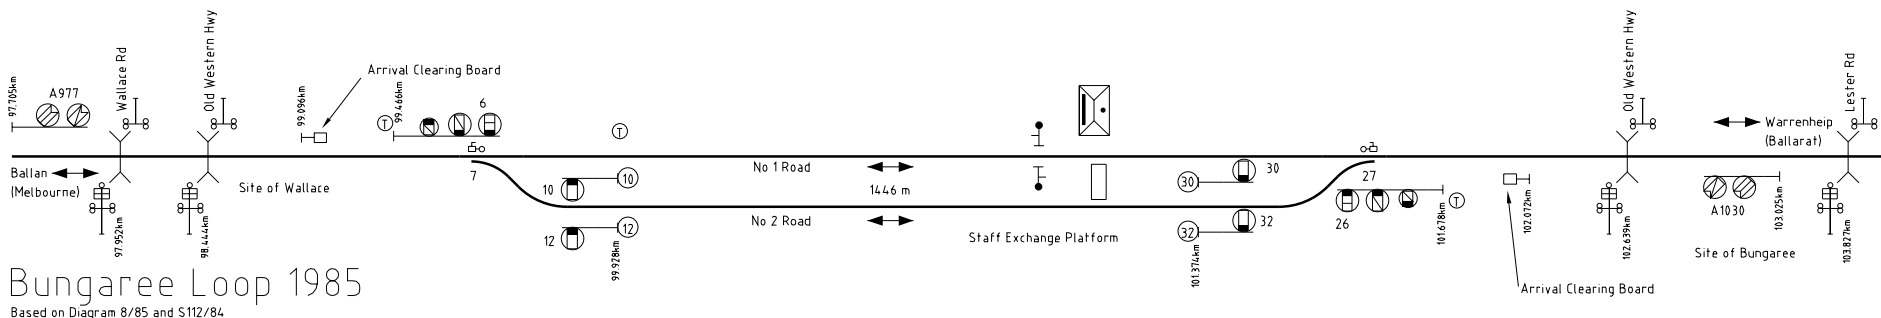 97.705km
A977
Wallace Rd
Old Western Hwy
99.096km
Arrival Clearing Board
T
99.466km
6
T
Old Western Hwy
Warrenheip
(Ballarat)
Lester Rd
Ballan
(Melbourne)
97.952km
98.444km
Site of Wallace
7
10
10
12
12
99.928km
No 1 Road
1446 m
No 2 Road
Staff Exchange Platform
30
30
32
32
101.374km
27
26
T
101.678km
102.072km
Arrival Clearing Board
102.639km
A1030
103.025km
Site of Bungaree
103.827km
Bungaree Loop 1985
Based on Diagram 8/85 and S112/84